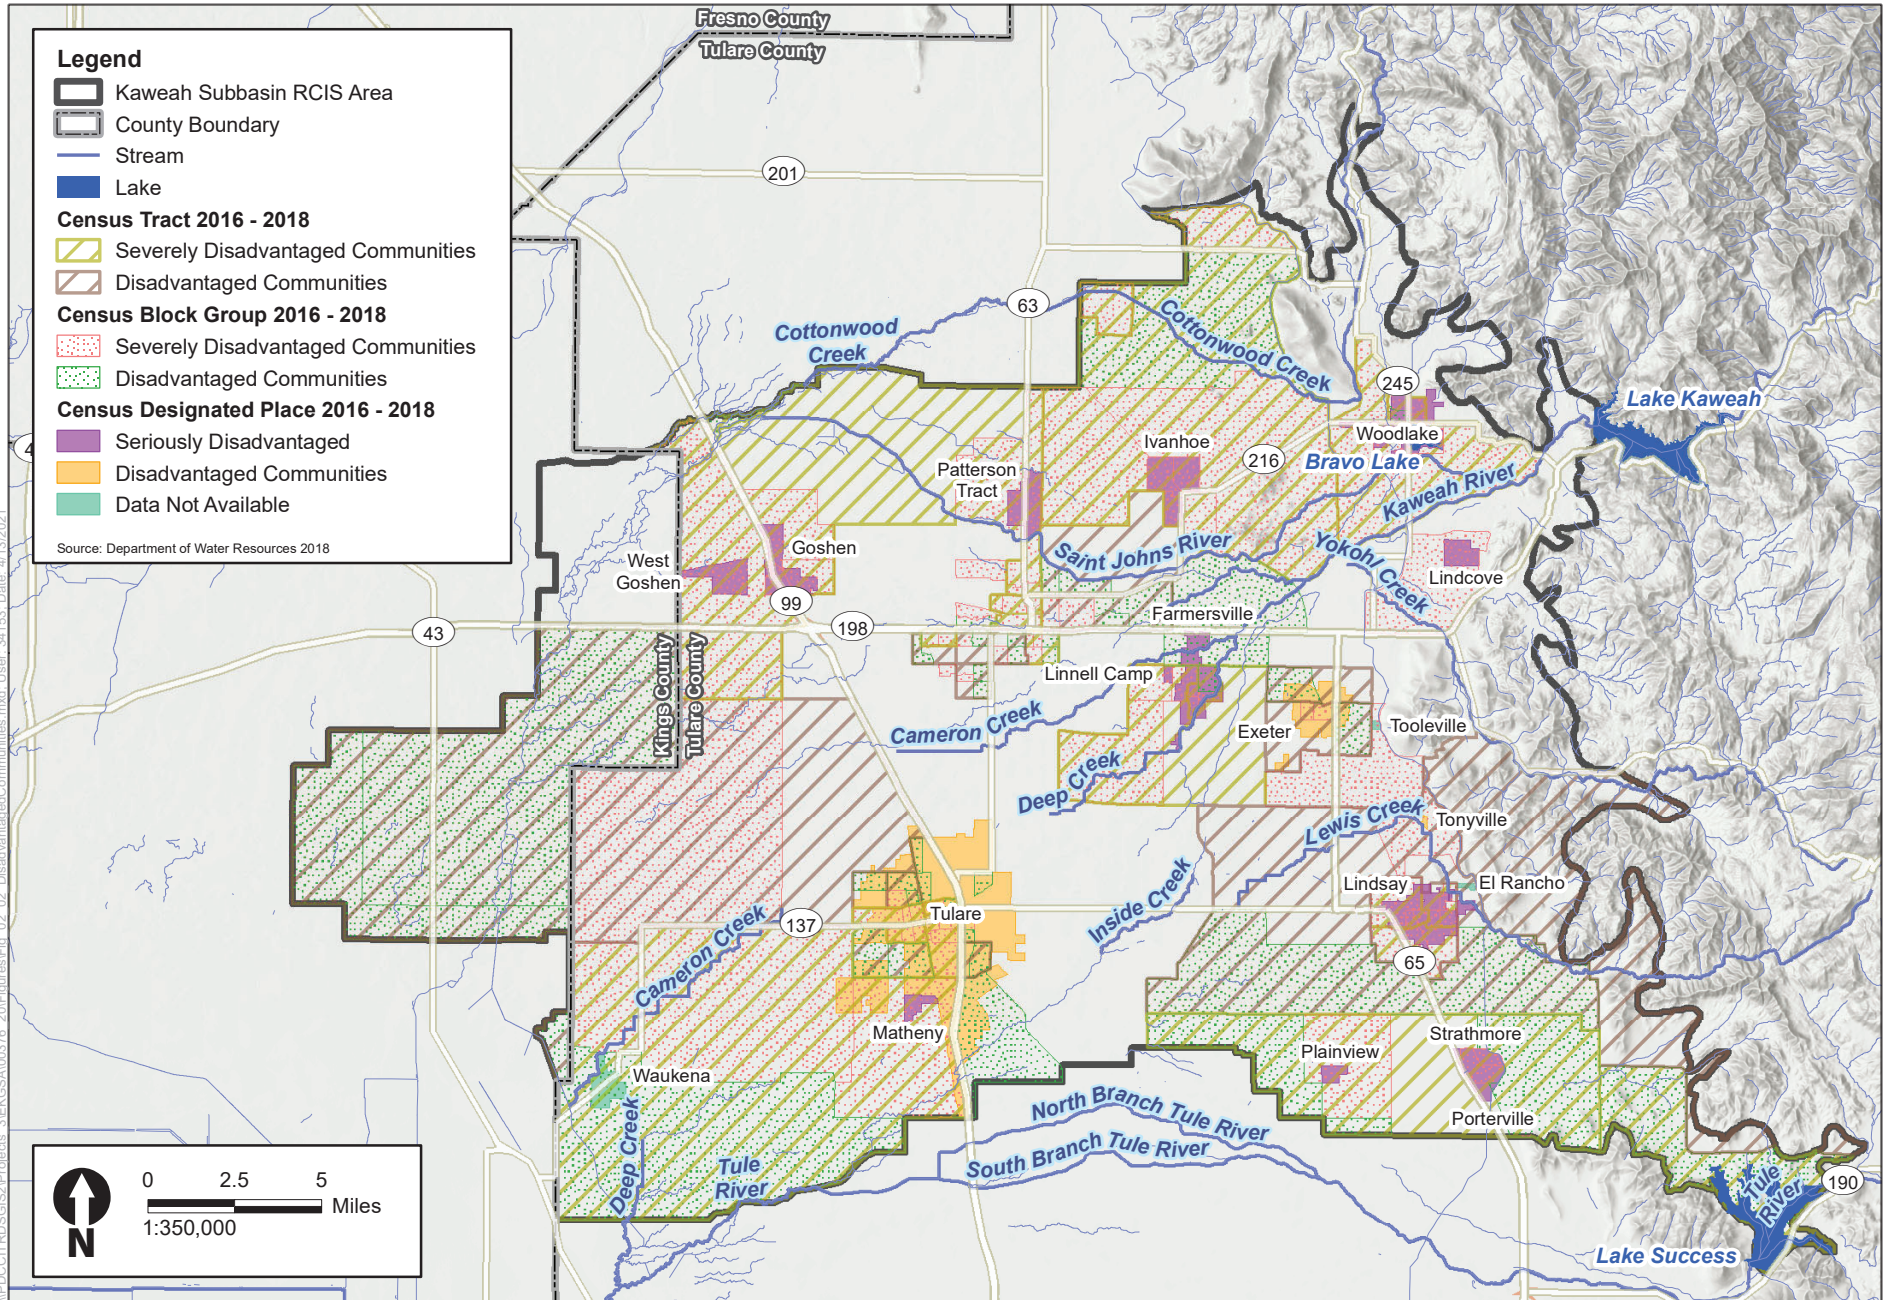 Fresno County
Tulare County
Legend
Kaweah Subbasin RCIS Area
County Boundary
Stream
Lake
Census Tract 2016 - 2018
Severely Disadvantaged Communities
Disadvantaged Communities
Census Block Group 2016 - 2018
Severely Disadvantaged Communities
Disadvantaged Communities
Census Designated Place 2016 - 2018
Seriously Disadvantaged
Disadvantaged Communities
Data Not Available
Source: Department of Water Resources 2018
201
63
Cottonwood
Creek
Cottonwood Creek
245
Lake Kaweah
4
Ivanhoe
Woodlake
216
Bravo Lake
Patterson
Tract
Kaweah River
Goshen
West
Goshen
Saint Johns River
Yokohl Creek
Lindcove
99
Farmersville
43
198
Kings County
Tulare County
Linnell Camp
Cameron Creek
Exeter
Tooleville
Deep Creek
Lewis Creek
Tonyville
Lindsay
El Rancho
Inside Creek
Tulare
137
Cameron Creek
65
Matheny
Strathmore
Plainview
Waukena
Porterville
North Branch Tule River
South Branch Tule River
Deep Creek
Tule
River
Tule
River
190
Lake Success
0 2.5 5
Miles
1:350,000
N